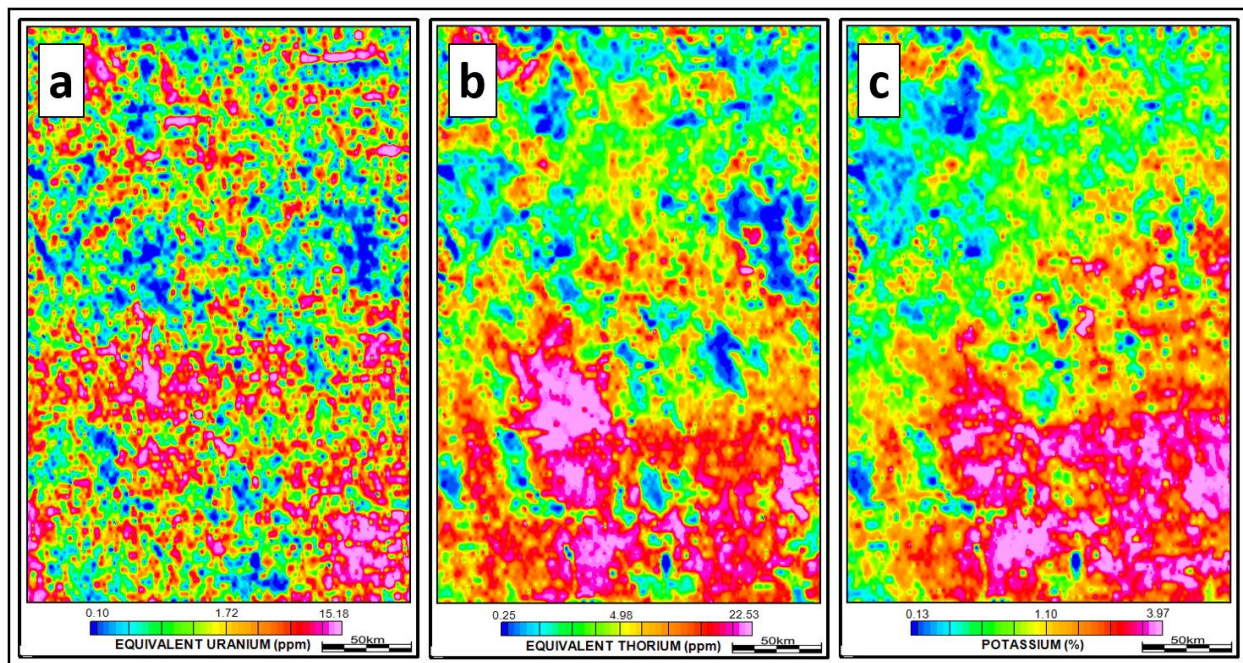 a
b
c
0.10 1.72 15.18
EQUIVALENT URANIUM (ppm)
50km
0.25 4.98 22.53
EQUIVALENT THORIUM (ppm)
50km
0.13 1.10 3.97
POTASSIUM (%)
50km